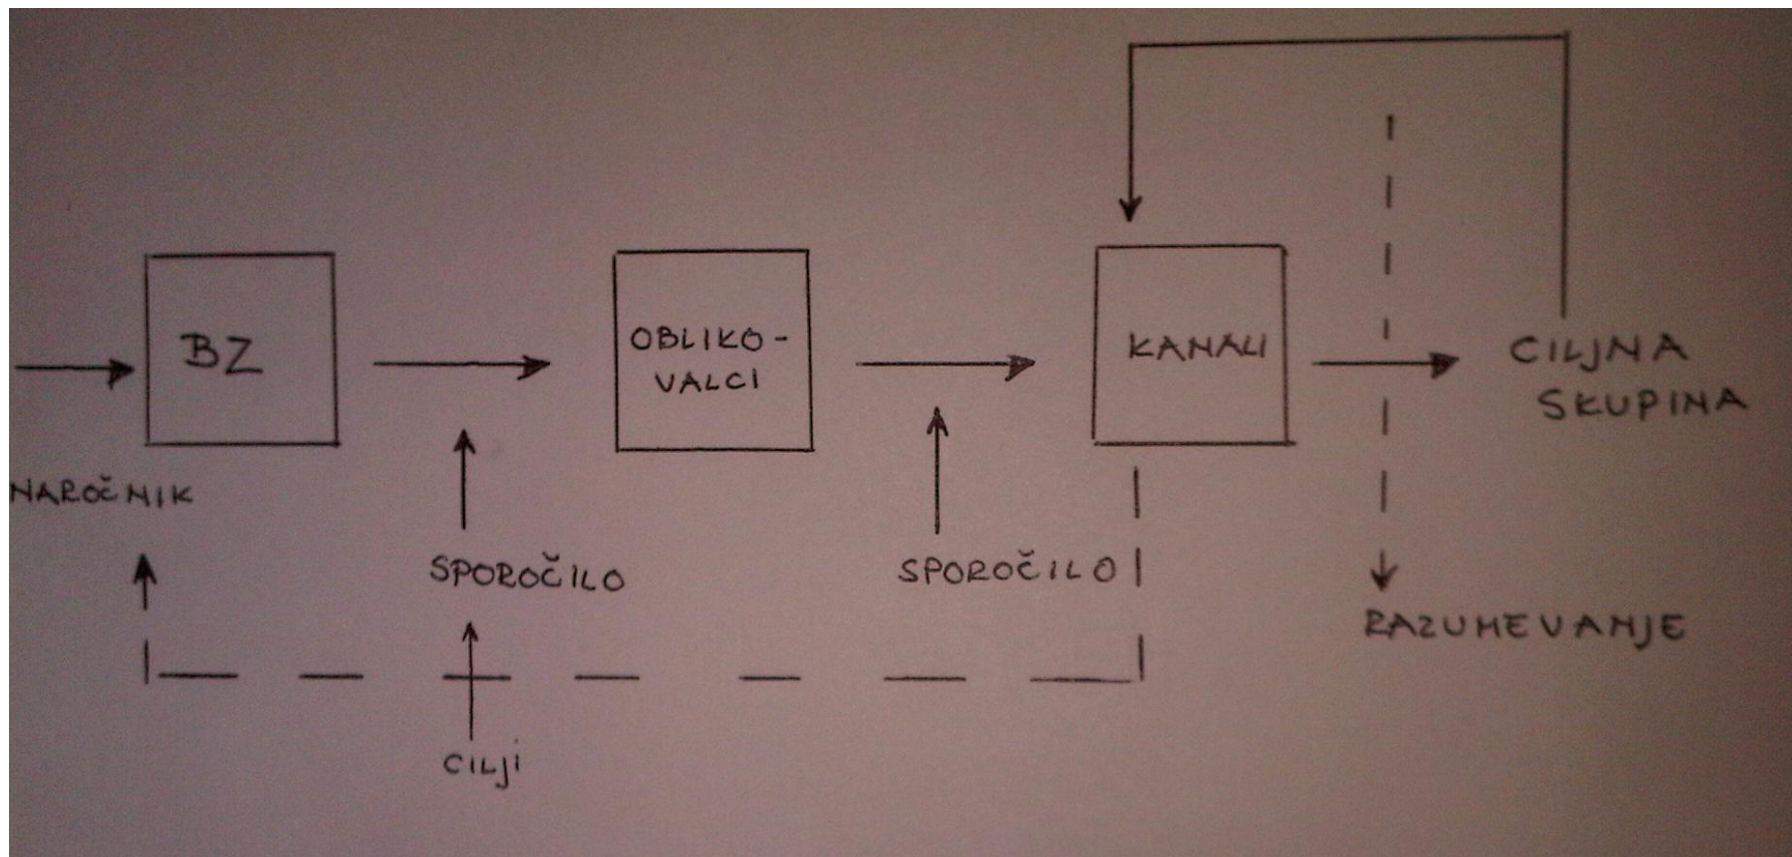 BZ
OBLIKO-
VALCI
KANALI
CILJNA
SKUPINA
NAROČNIK
SPOROČILO
SPOROČILO
RAZUMEVANJE
CILJI